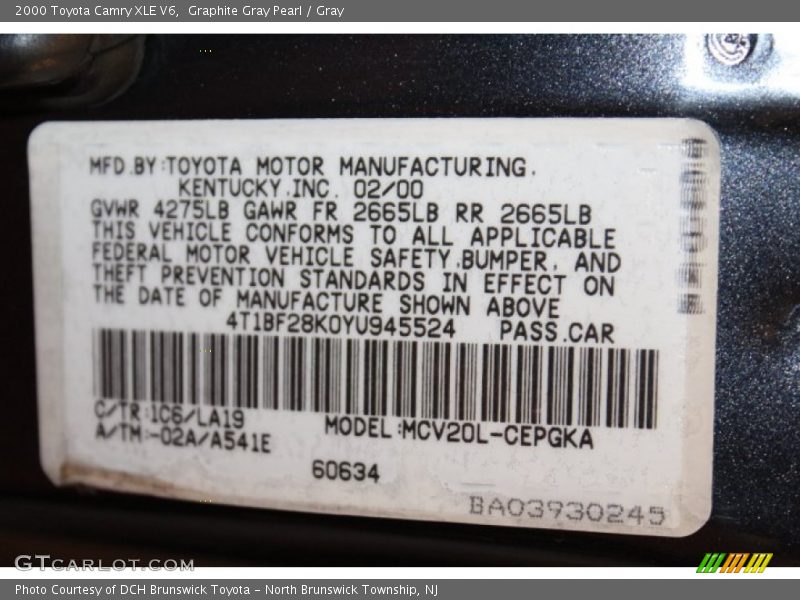 2000 Toyota Camry XLE V6,  Graphite Gray Pearl / Gray
MFD.BY:TOYOTA MOTOR MANUFACTURING.
KENTUCKY.INC. 02/00
GVWR 4275LB GAWR FR 2665LB RR 2665LB
THIS VEHICLE CONFORMS TO ALL APPLICABLE
FEDERAL MOTOR VEHICLE SAFETY.BUMPER, AND
THEFT PREVENTION STANDARDS IN EFFECT ON
THE DATE OF MANUFACTURE SHOWN ABOVE
4T1BF28K0YU945524 PASS.CAR
C/TR:1C6/LA19
MODEL:MCV20L-CEPGKA
A/TM:-02A/A541E
60634
BA03930245
GTCARLOT.COM
Photo Courtesy of DCH Brunswick Toyota - North Brunswick Township, NJ